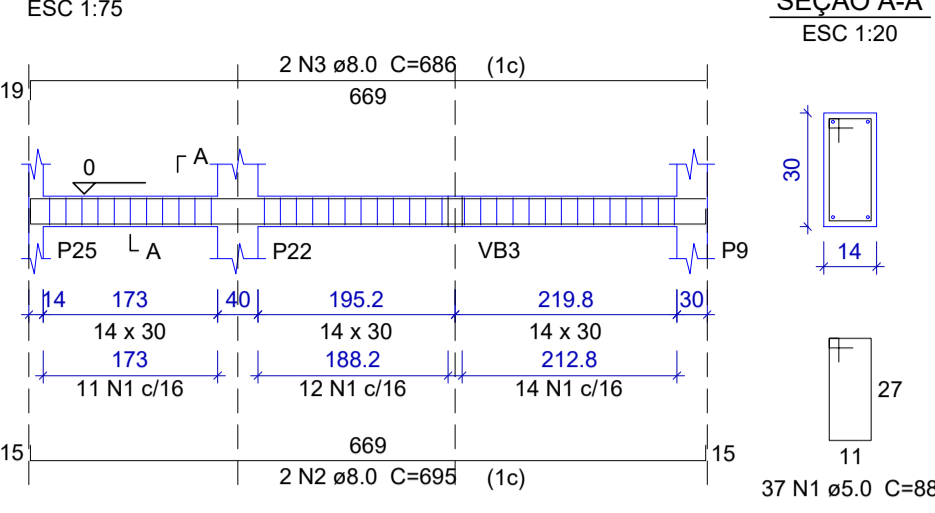 ESC 1:75
SEÇÃO A-A
ESC 1:20
2 N3 ø8.0 C=686 (1c)
19
669
0
A
30
A
P25
P22
VB3
P9
14
14 173 40 195.2 219.8 30
14 x 30 14 x 30 14 x 30
173 188.2 212.8
11 N1 c/16 12 N1 c/16 14 N1 c/16
27
11
15 669 15
2 N2 ø8.0 C=695 (1c)
37 N1 ø5.0 C=88